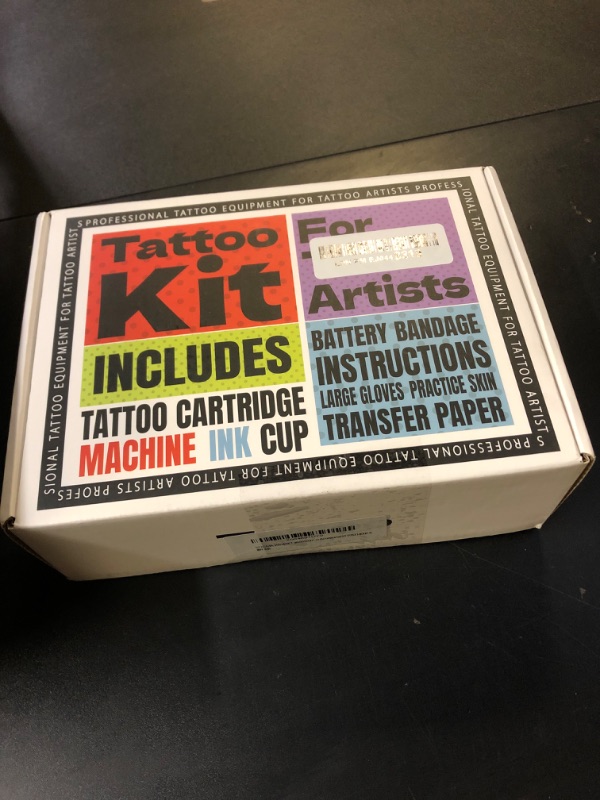 S PROFESSIONAL TATTOO EQUIPMENT FOR TATTOO ARTISTS PROFESS
IONAL TATTOO EQUIPMENT FOR TATTOO ARTIST
S PROFESSIONAL TATTOO EQUIPMENT FOR TATTOO ARTISTS PROFES
SIONAL TATTOO EQUIPMENT FOR TATTOO ARTIST
Tattoo
Kit
INCLUDES
TATTOO CARTRIDGE
MACHINE INK CUP
For
Artists
BATTERY BANDAGE
INSTRUCTIONS
LARGE GLOVES PRACTICE SKIN
TRANSFER PAPER